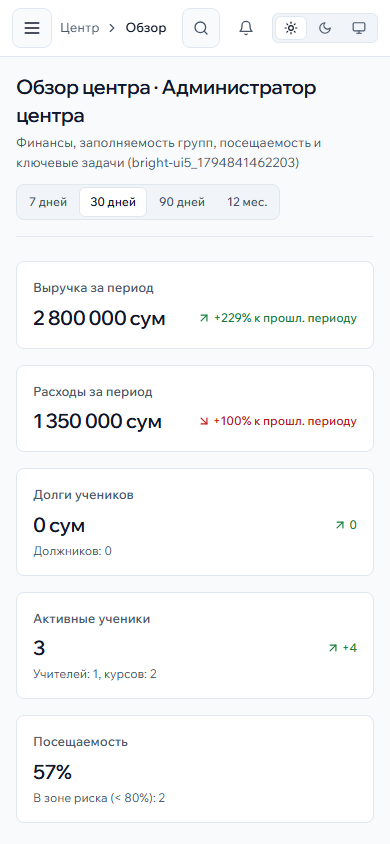 Центр > Обзор
Обзор центра · Администратор
центра
Финансы, заполняемость групп, посещаемость и
ключевые задачи (bright-ui5_1794841462203)
7 дней 30 дней 90 дней 12 мес.
Выручка за период
2 800 000 сум +229% к прошл. периоду
Расходы за период
1 350 000 сум +100% к прошл. периоду
Долги учеников
0 сум 0
Должников: 0
Активные ученики
3 +4
Учителей: 1, курсов: 2
Посещаемость
57%
В зоне риска (< 80%): 2